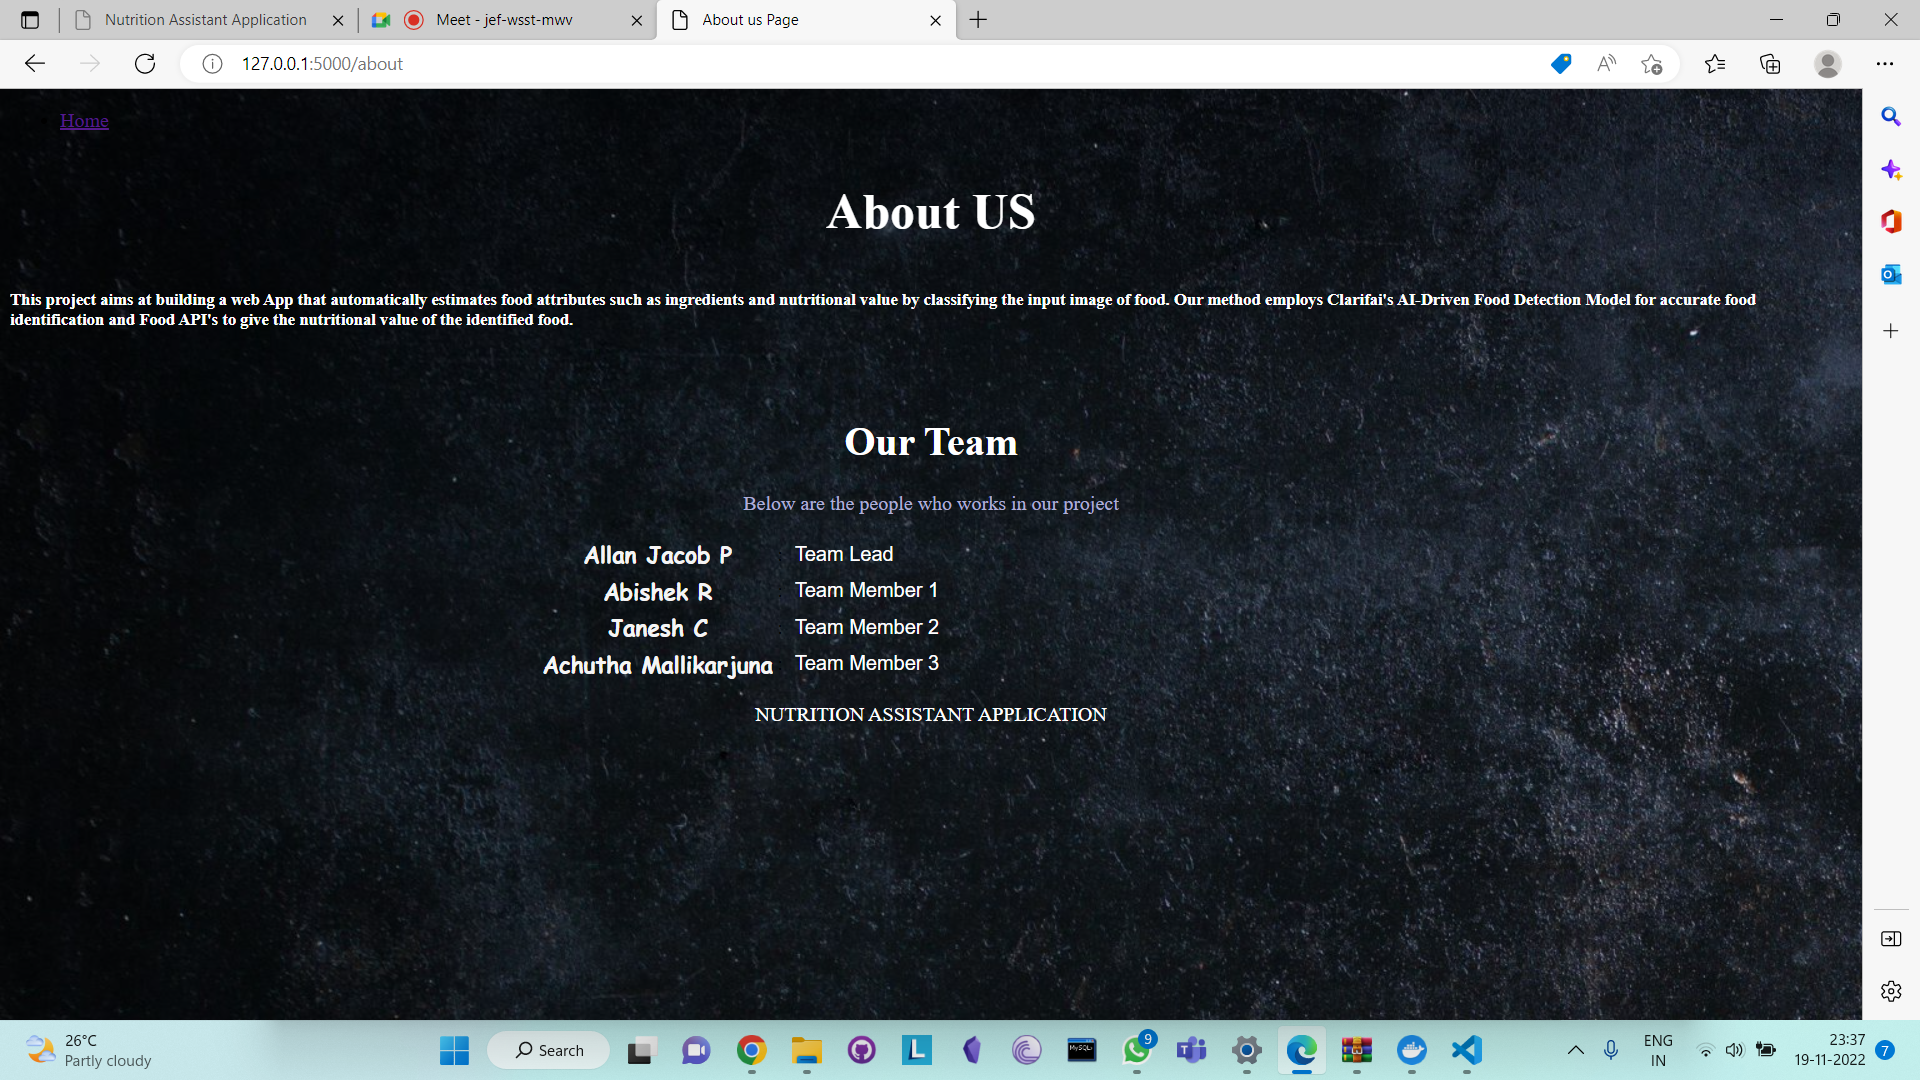 Nutrition Assistant Application
Meet - jef-wsst-mwv
About us Page
127.0.0.1:5000/about
Home
About US
This project aims at building a web App that automatically estimates food attributes such as ingredients and nutritional value by classifying the input image of food. Our method employs Clarifai's AI-Driven Food Detection Model for accurate food
identification and Food API's to give the nutritional value of the identified food.
Our Team
Below are the people who works in our project
Allan Jacob P Team Lead
Abishek R Team Member 1
Janesh C Team Member 2
Achutha Mallikarjuna Team Member 3
NUTRITION ASSISTANT APPLICATION
26°C
Partly cloudy
Search
L
MySQL
9
ENG
IN
23:37
19-11-2022
7